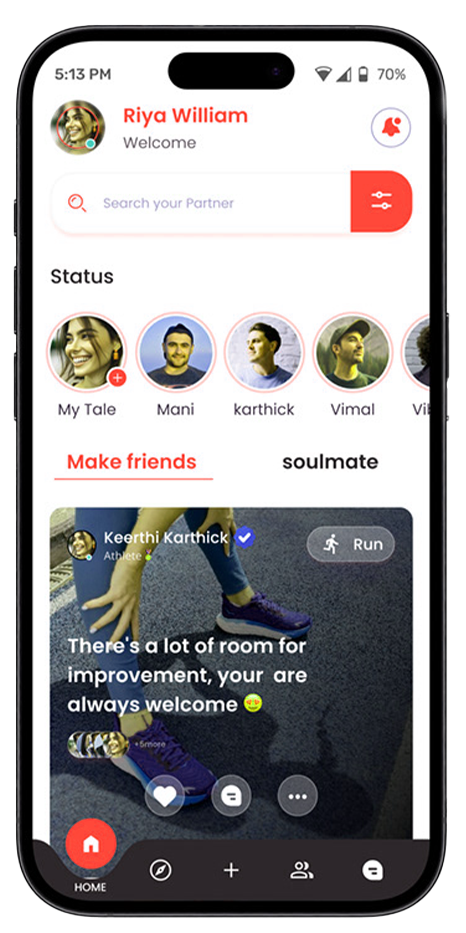 5:13 PM
70%
Riya William
Welcome
Search your Partner
Status
My Tale
Mani
karthick
Vimal
Make friends
soulmate
Keerthi Karthick
Athlete
Run
There's a lot of room for
improvement, your are
always welcome 😍
+5more
HOME